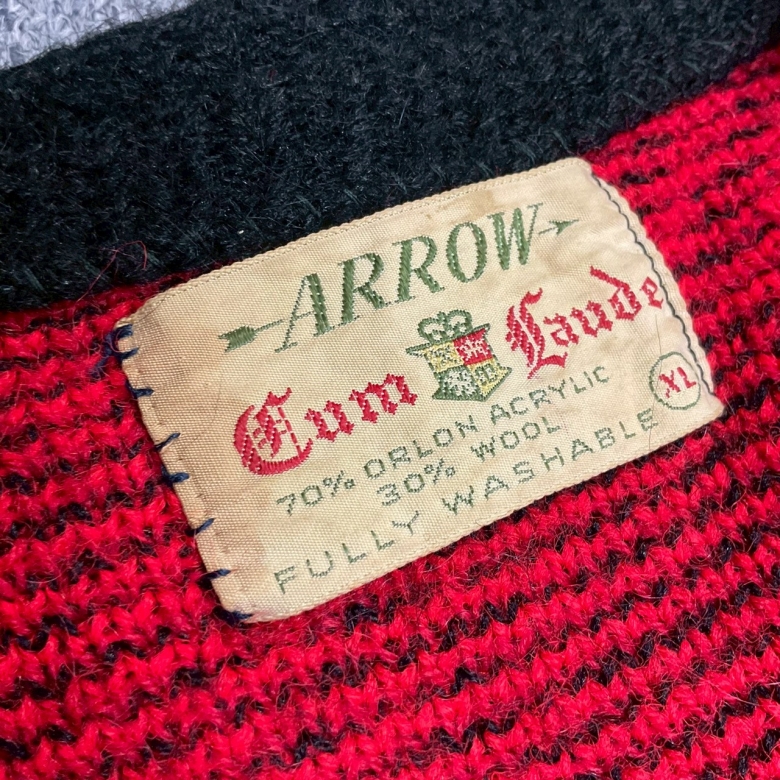 ARROW
Cum Laude
70% ORLON ACRYLIC
30% WOOL
FULLY WASHABLE
XL